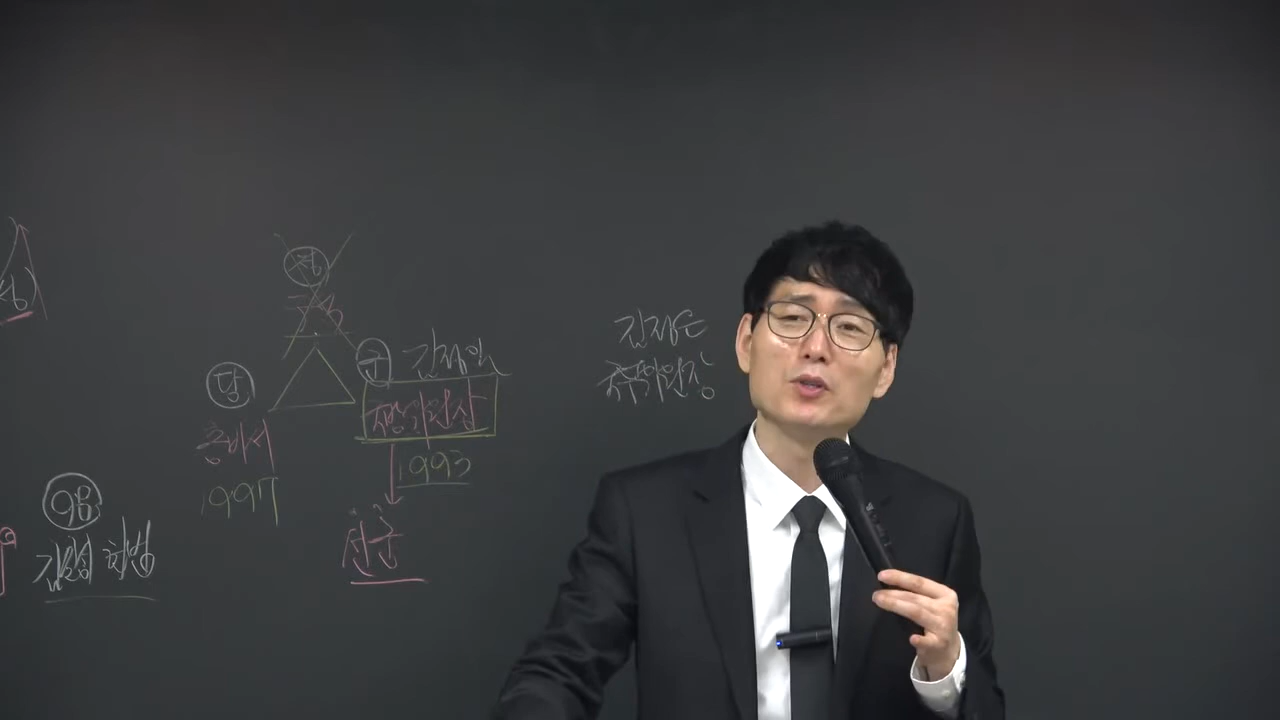 정
당
총비서
1997
군 김정일
국방위원장
1993
선군
98
김일성 헌법
김정은
국무위원장